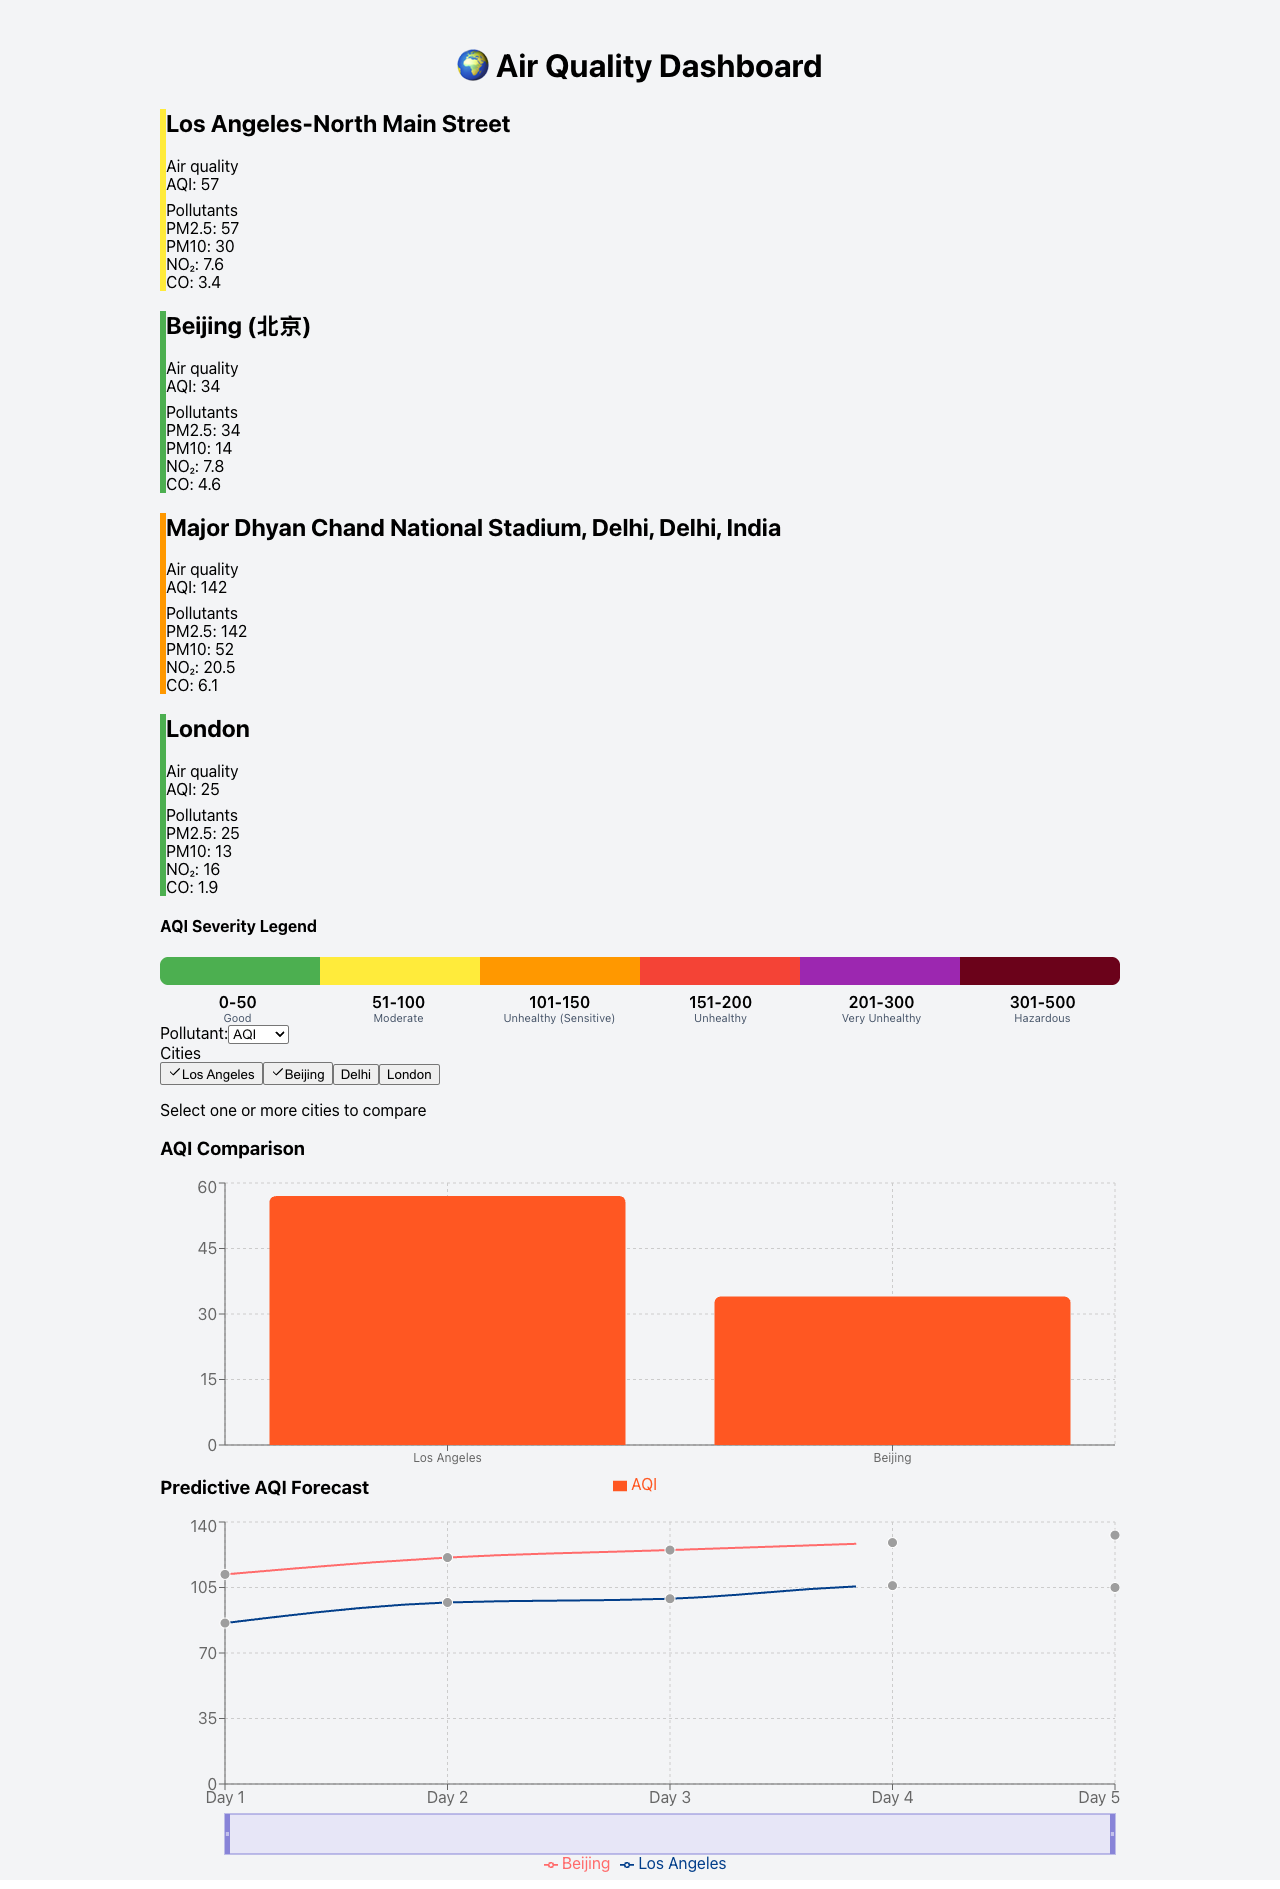 🌍 Air Quality Dashboard
Los Angeles-North Main Street
Air quality
AQI: 57
Pollutants
PM2.5: 57
PM10: 30
NO₂: 7.6
CO: 3.4
Beijing (北京)
Air quality
AQI: 34
Pollutants
PM2.5: 34
PM10: 14
NO₂: 7.8
CO: 4.6
Major Dhyan Chand National Stadium, Delhi, Delhi, India
Air quality
AQI: 142
Pollutants
PM2.5: 142
PM10: 52
NO₂: 20.5
CO: 6.1
London
Air quality
AQI: 25
Pollutants
PM2.5: 25
PM10: 13
NO₂: 16
CO: 1.9
AQI Severity Legend
0-50 51-100 101-150 151-200 201-300 301-500
Good Moderate Unhealthy (Sensitive) Unhealthy Very Unhealthy Hazardous
Pollutant: AQI
Cities
✓Los Angeles ✓Beijing Delhi London
Select one or more cities to compare
AQI Comparison
60
45
30
15
0
Los Angeles Beijing
AQI
Predictive AQI Forecast
140
105
70
35
0
Day 1 Day 2 Day 3 Day 4 Day 5
Beijing Los Angeles